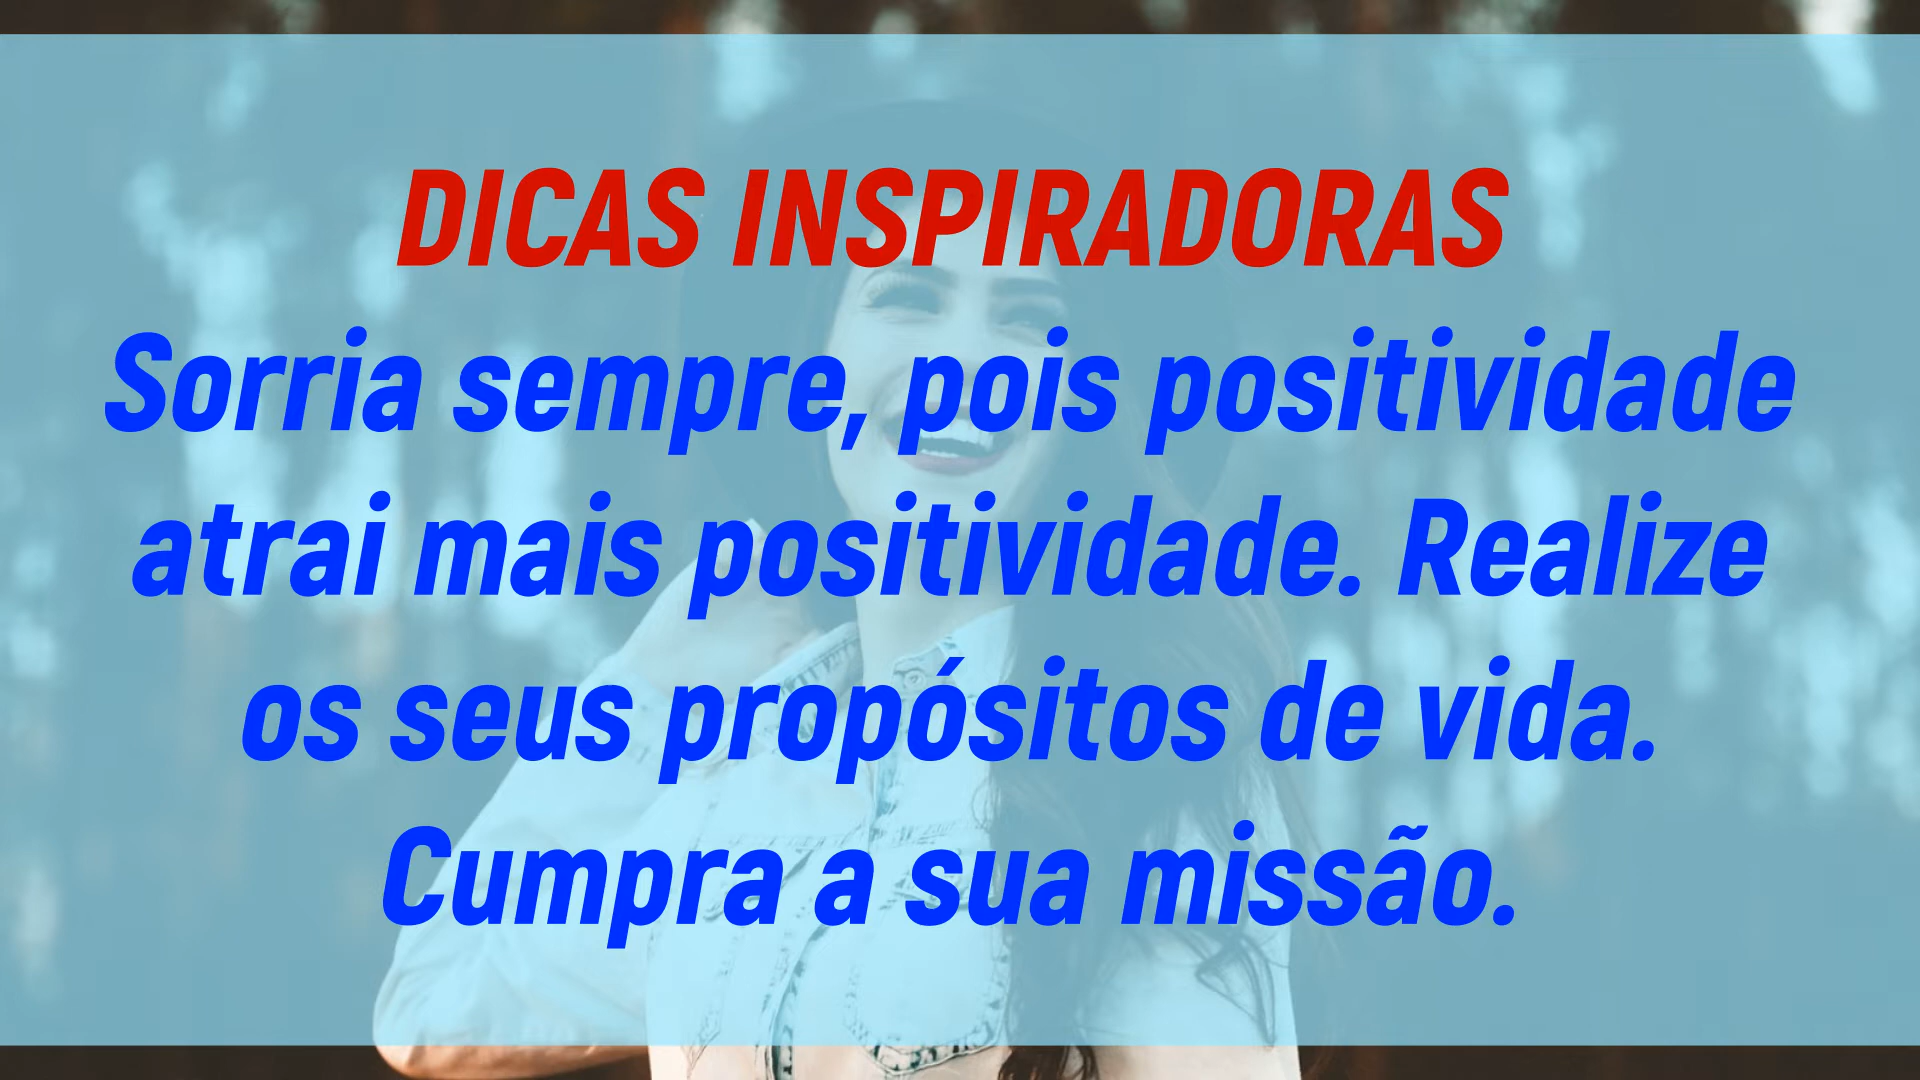 DICAS INSPIRADORAS
Sorria sempre, pois positividade
atrai mais positividade. Realize
os seus propósitos de vida.
Cumpra a sua missão.